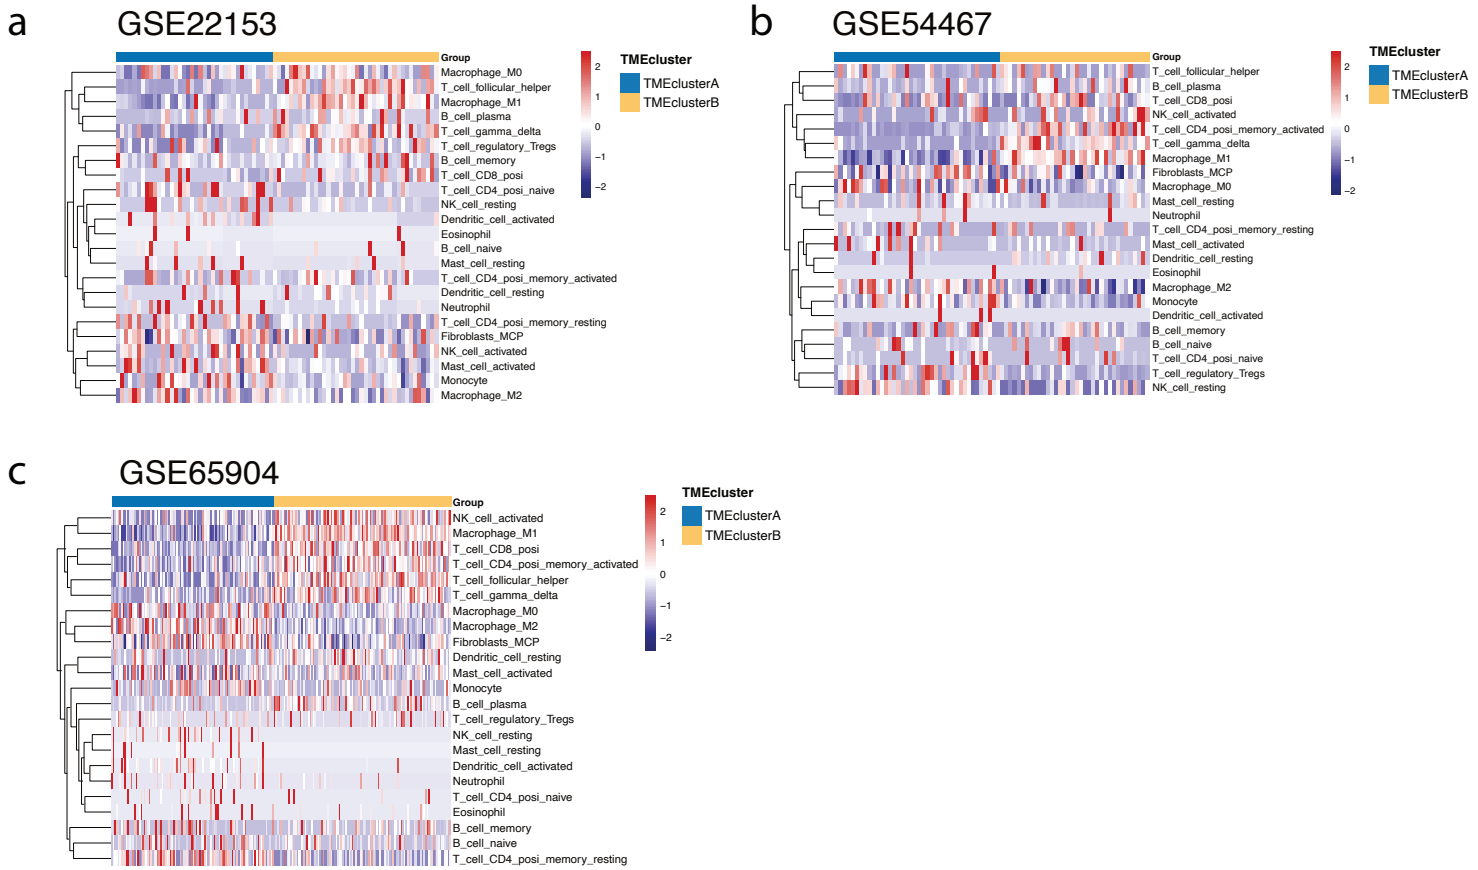 a
GSE22153
Group
Macrophage_M0
T_cell_follicular_helper
Macrophage_M1
B_cell_plasma
T_cell_gamma_delta
T_cell_regulatory_Tregs
B_cell_memory
T_cell_CD8_posi
T_cell_CD4_posi_naive
NK_cell_resting
Dendritic_cell_activated
Eosinophil
B_cell_naive
Mast_cell_resting
T_cell_CD4_posi_memory_activated
Dendritic_cell_resting
Neutrophil
T_cell_CD4_posi_memory_resting
Fibroblasts_MCP
NK_cell_activated
Mast_cell_activated
Monocyte
Macrophage_M2
2
1
0
−1
−2
TMEcluster
TMEclusterA
TMEclusterB
b
GSE54467
Group
T_cell_follicular_helper
B_cell_plasma
T_cell_CD8_posi
NK_cell_activated
T_cell_CD4_posi_memory_activated
T_cell_gamma_delta
Macrophage_M1
Fibroblasts_MCP
Macrophage_M0
Mast_cell_resting
Neutrophil
T_cell_CD4_posi_memory_resting
Mast_cell_activated
Dendritic_cell_resting
Eosinophil
Macrophage_M2
Monocyte
Dendritic_cell_activated
B_cell_memory
B_cell_naive
T_cell_CD4_posi_naive
T_cell_regulatory_Tregs
NK_cell_resting
2
1
0
−1
−2
TMEcluster
TMEclusterA
TMEclusterB
c
GSE65904
Group
NK_cell_activated
Macrophage_M1
T_cell_CD8_posi
T_cell_CD4_posi_memory_activated
T_cell_follicular_helper
T_cell_gamma_delta
Macrophage_M0
Macrophage_M2
Fibroblasts_MCP
Dendritic_cell_resting
Mast_cell_activated
Monocyte
B_cell_plasma
T_cell_regulatory_Tregs
NK_cell_resting
Mast_cell_resting
Dendritic_cell_activated
Neutrophil
T_cell_CD4_posi_naive
Eosinophil
B_cell_memory
B_cell_naive
T_cell_CD4_posi_memory_resting
2
1
0
−1
−2
TMEcluster
TMEclusterA
TMEclusterB